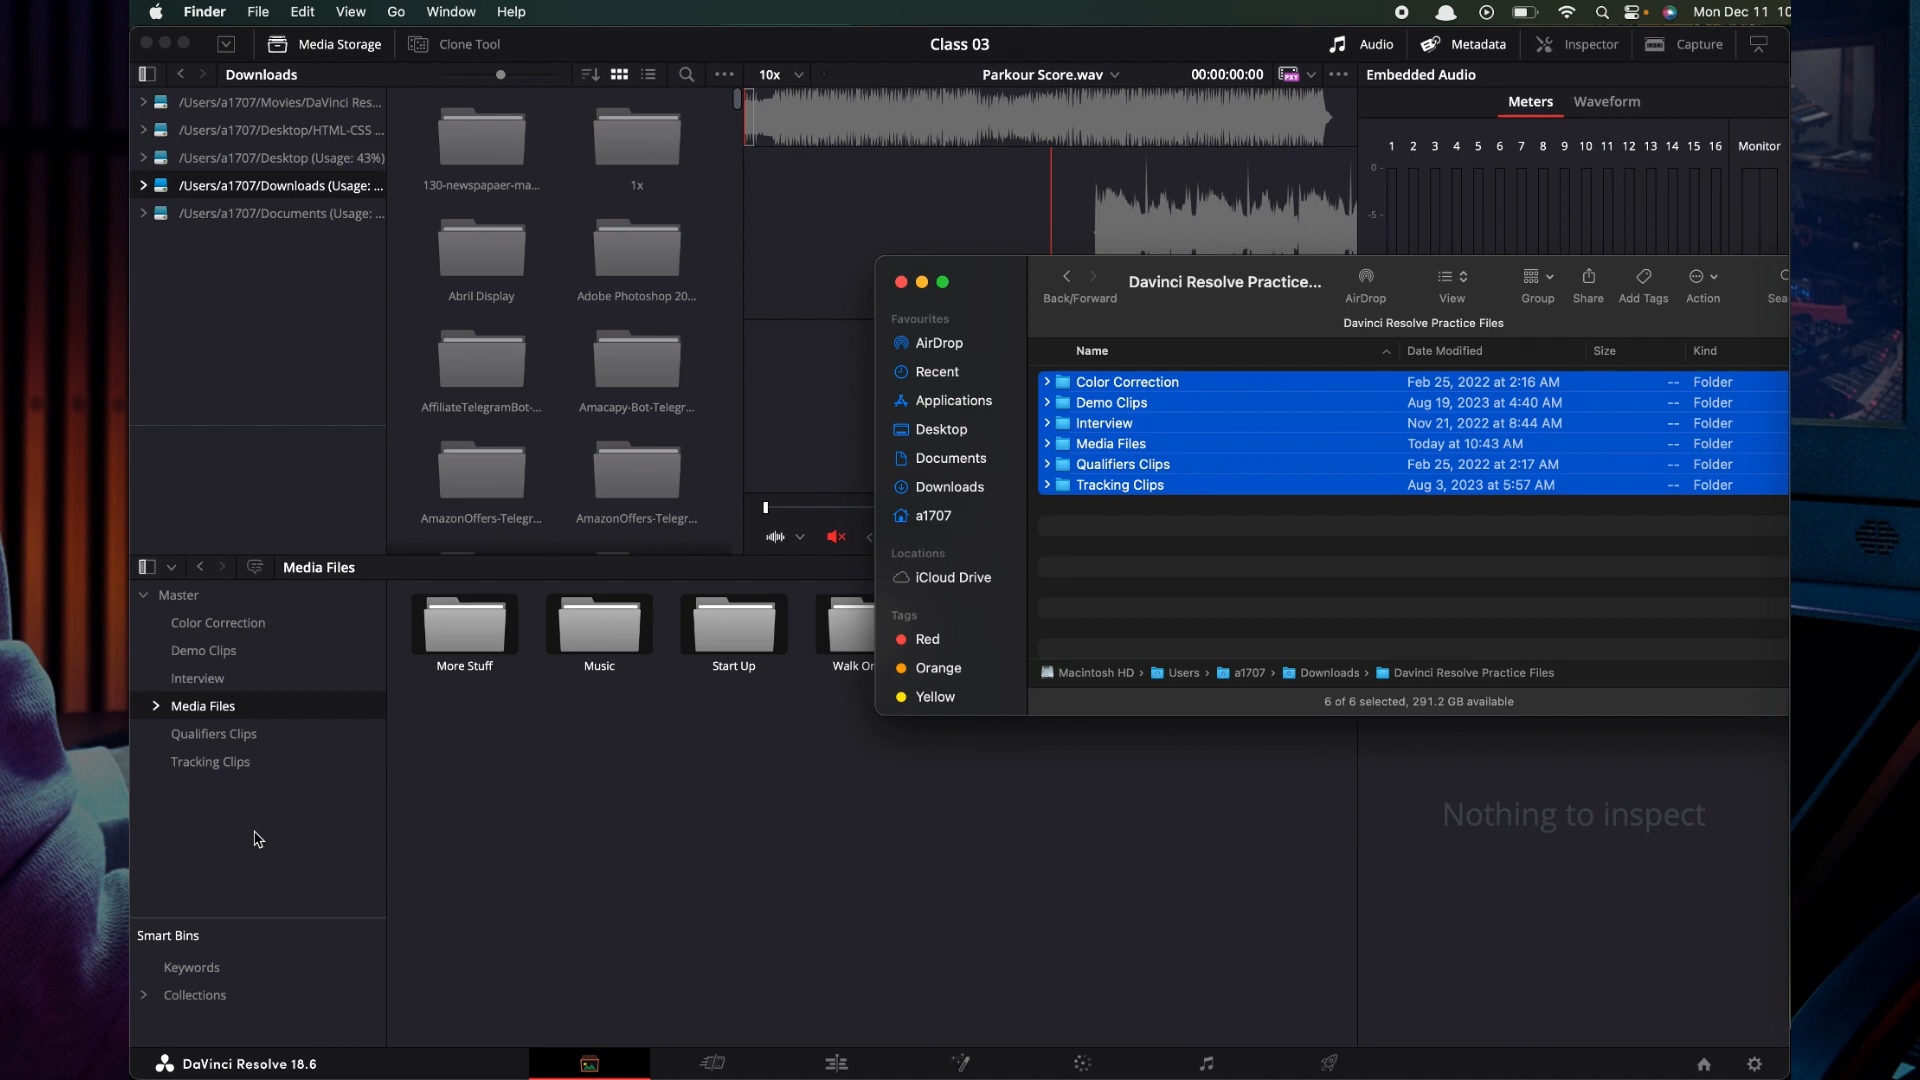 Finder File Edit View Go Window Help Mon Dec 11 10
Media Storage Clone Tool Class 03 Audio Metadata Inspector Capture
Downloads 10x Parkour Score.wav 00:00:00:00 Embedded Audio
/Users/a1707/Movies/DaVinci Res...
/Users/a1707/Desktop/HTML-CSS ...
/Users/a1707/Desktop (Usage: 43%)
/Users/a1707/Downloads (Usage: ...
/Users/a1707/Documents (Usage: ...
130-newspapaer-ma... 1x
Abril Display Adobe Photoshop 20...
AffiliateTelegramBot-... Amacapy-Bot-Telegr...
AmazonOffers-Telegr... AmazonOffers-Telegr...
Meters Waveform
1 2 3 4 5 6 7 8 9 10 11 12 13 14 15 16 Monitor
0
-5
Davinci Resolve Practice...
Back/Forward AirDrop View Group Share Add Tags Action Sea
Davinci Resolve Practice Files
Favourites
AirDrop
Recent
Applications
Desktop
Documents
Downloads
a1707
Locations
iCloud Drive
Tags
Red
Orange
Yellow
Name Date Modified Size Kind
Color Correction Feb 25, 2022 at 2:16 AM -- Folder
Demo Clips Aug 19, 2023 at 4:40 AM -- Folder
Interview Nov 21, 2022 at 8:44 AM -- Folder
Media Files Today at 10:43 AM -- Folder
Qualifiers Clips Feb 25, 2022 at 2:17 AM -- Folder
Tracking Clips Aug 3, 2023 at 5:57 AM -- Folder
Macintosh HD › Users › a1707 › Downloads › Davinci Resolve Practice Files
6 of 6 selected, 291.2 GB available
Media Files
Master
Color Correction
Demo Clips
Interview
Media Files
Qualifiers Clips
Tracking Clips
More Stuff Music Start Up Walk Or
Nothing to inspect
Smart Bins
Keywords
Collections
DaVinci Resolve 18.6